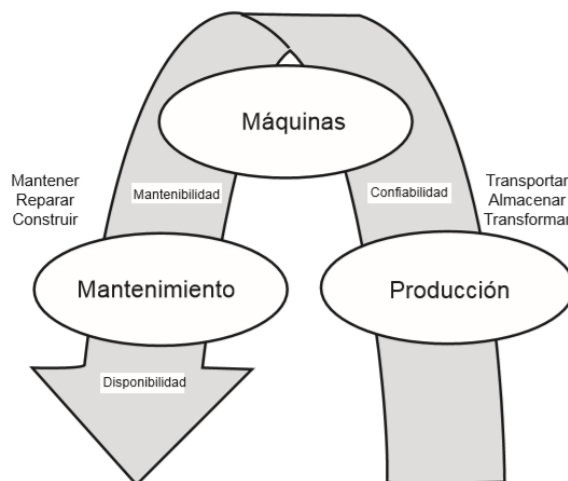 Máquinas
Mantener
Reparar
Construir
Mantenibilidad
Confiabilidad
Transportar
Almacenar
Transformar
Mantenimiento
Producción
Disponibilidad